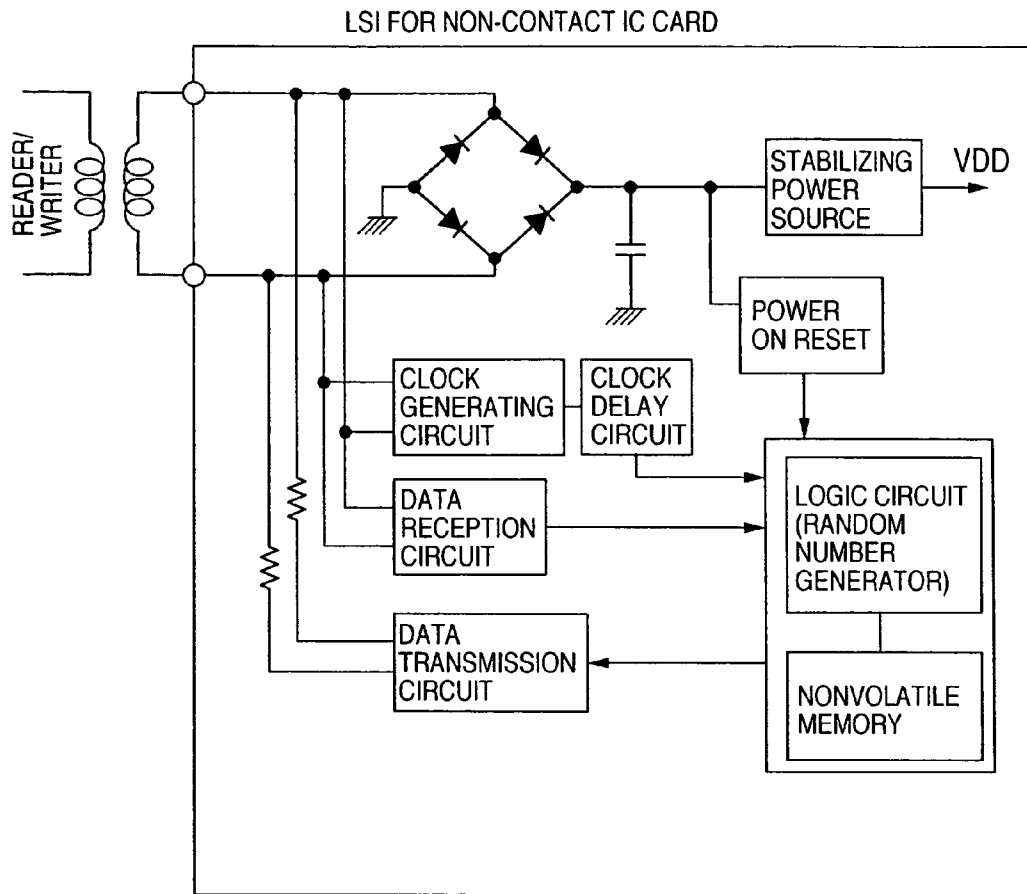 LSI FOR NON-CONTACT IC CARD
READER/
WRITER
STABILIZING
POWER
SOURCE
VDD
POWER
ON RESET
CLOCK
GENERATING
CIRCUIT
CLOCK
DELAY
CIRCUIT
DATA
RECEPTION
CIRCUIT
LOGIC CIRCUIT
(RANDOM
NUMBER
GENERATOR)
DATA
TRANSMISSION
CIRCUIT
NONVOLATILE
MEMORY